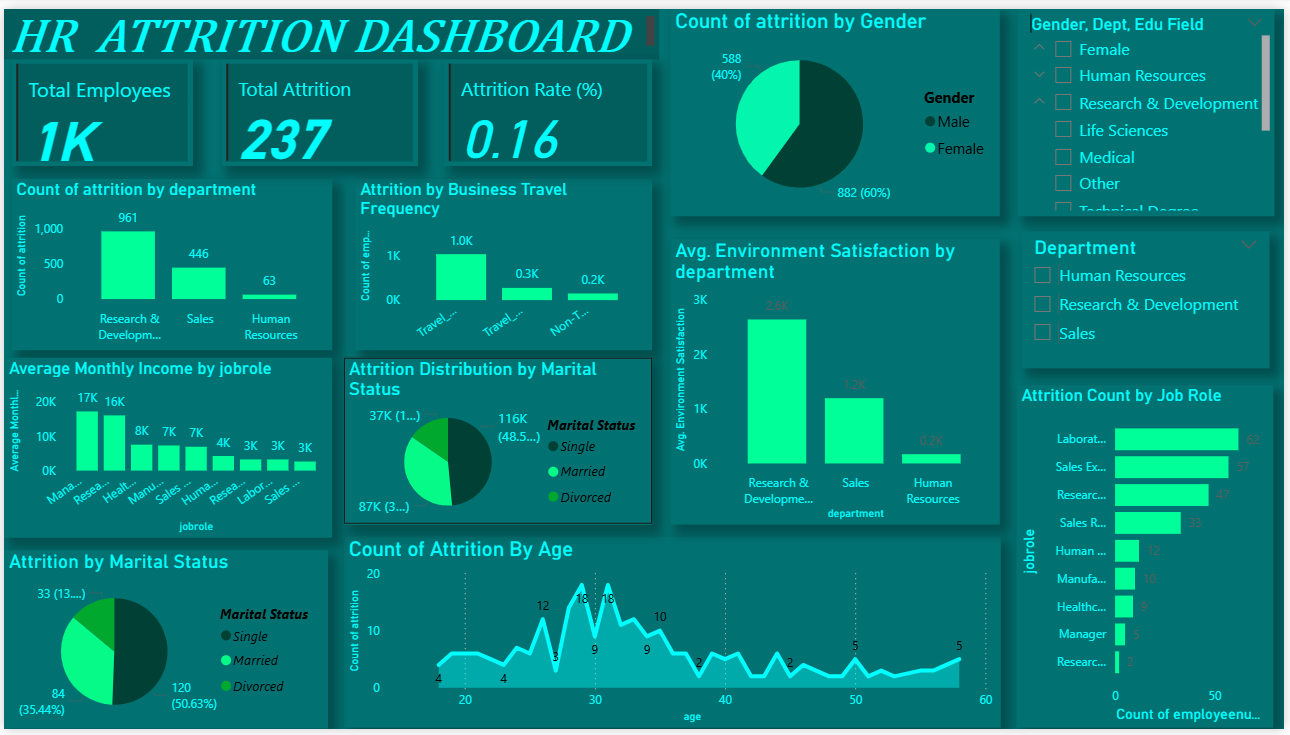 HR ATTRITION DASHBOARD
Total Employees
1K
Total Attrition
237
Attrition Rate (%)
0.16
Count of attrition by Gender
588
(40%)
882 (60%)
Gender
Male
Female
Gender, Dept, Edu Field
Female
Human Resources
Research & Development
Life Sciences
Medical
Other
Technical Degree
Count of attrition by department
Count of attrition
1,000
500
0
961
446
63
Research &
Developm...
Sales
Human
Resources
Attrition by Business Travel
Frequency
Count of emp...
1K
0K
1.0K
0.3K
0.2K
Travel_...
Travel_...
Non-T...
Avg. Environment Satisfaction by
department
Avg. Environment Satisfaction
3K
2K
1K
0K
2.6K
1.2K
0.2K
Research &
Developme...
Sales
Human
Resources
department
Department
Human Resources
Research & Development
Sales
Average Monthly Income by jobrole
Average Monthl...
20K
10K
0K
17K
16K
8K
7K
7K
4K
3K
3K
3K
Mana...
Resea...
Healt...
Manu...
Sales ...
Huma...
Resea...
Labor...
Sales ...
jobrole
Attrition Distribution by Marital
Status
37K (1...)
116K
(48.5...)
87K (3...)
Marital Status
Single
Married
Divorced
Attrition Count by Job Role
jobrole
Laborat...
62
Sales Ex...
57
Researc...
47
Sales R...
33
Human ...
12
Manufa...
10
Healthc...
9
Manager
5
Researc...
2
0
50
Count of employeenu...
Attrition by Marital Status
33 (13....)
84
(35.44%)
120
(50.63%)
Marital Status
Single
Married
Divorced
Count of Attrition By Age
Count of attrition
20
10
0
4
4
12
3
18
9
18
9
10
2
2
5
5
20
30
40
50
60
age